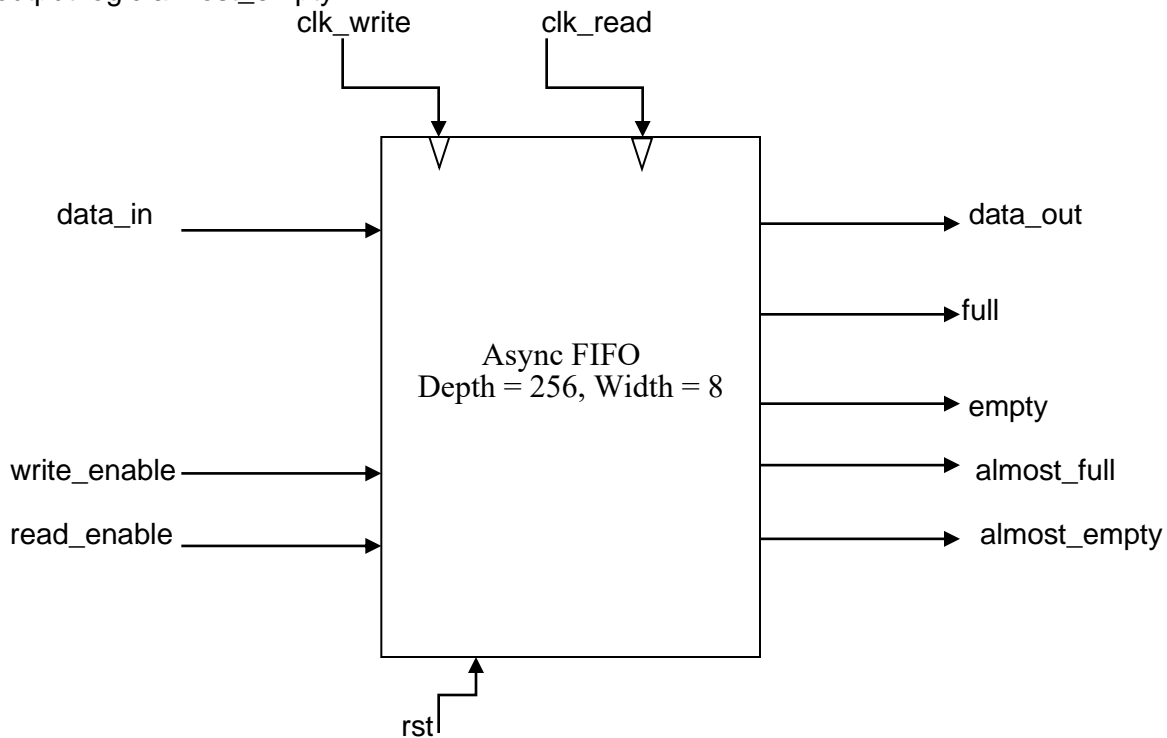 clk_write
clk_read
data_in
data_out
full
Async FIFO
Depth = 256, Width = 8
empty
write_enable
almost_full
read_enable
almost_empty
rst